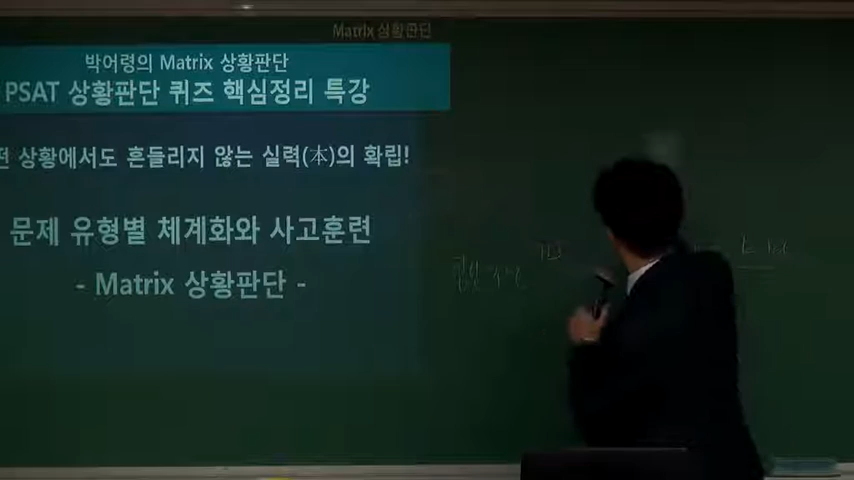 Matrix 상황판단
박어령의 Matrix 상황판단
PSAT 상황판단 퀴즈 핵심정리 특강
떤 상황에서도 흔들리지 않는 실력(本)의 확립!
문제 유형별 체계화와 사고훈련
- Matrix 상황판단 -